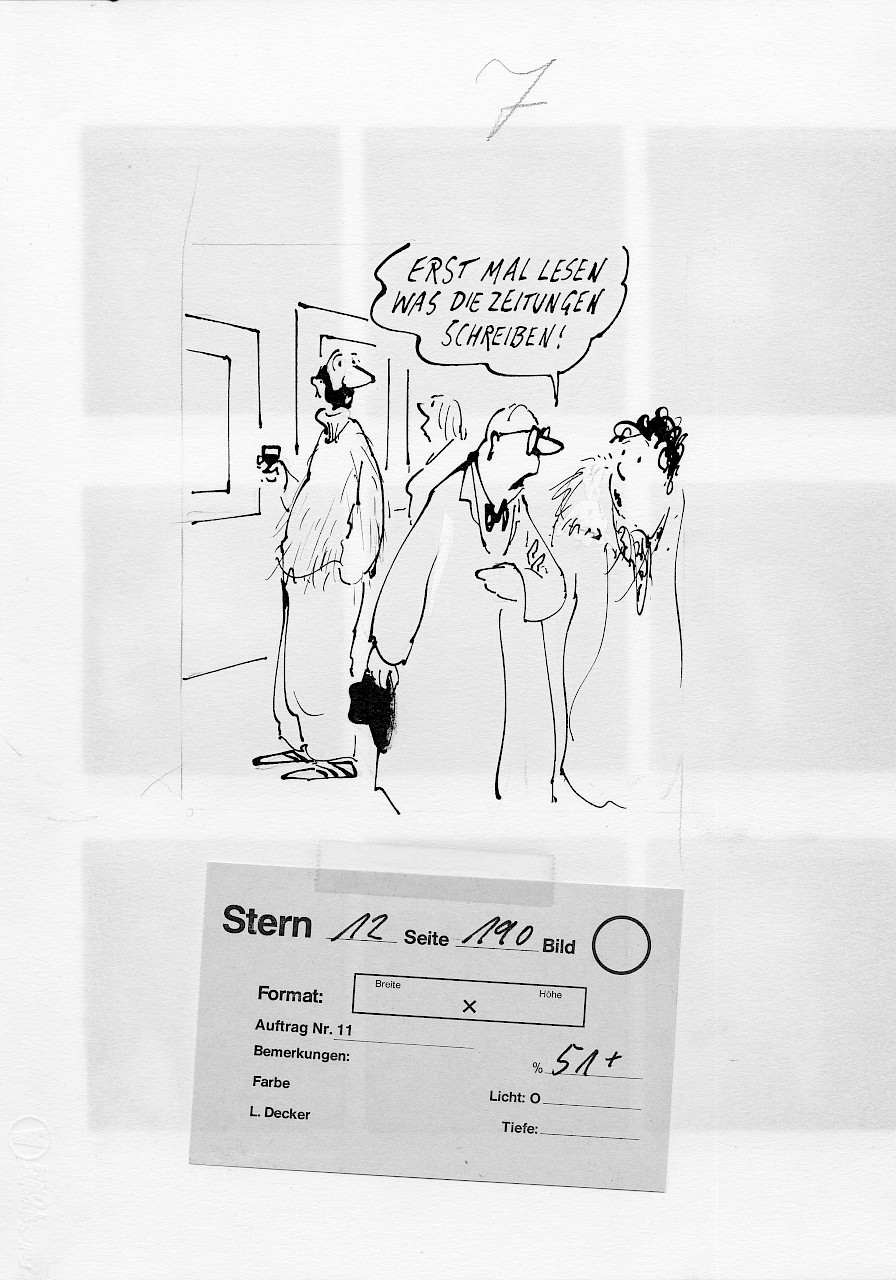 7
ERST MAL LESEN
WAS DIE ZEITUNGEN
SCHREIBEN!
Stern 12 Seite 190 Bild
Format:
Breite
×
Höhe
Auftrag Nr. 11
Bemerkungen:
% 51+
Farbe
Licht: O
L. Decker
Tiefe: